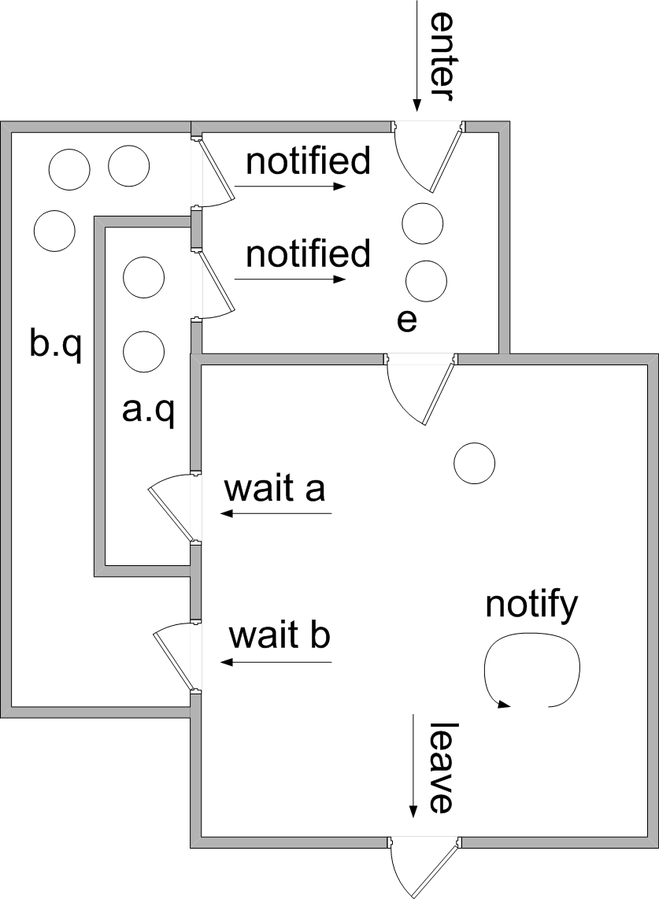 enter
notified
notified
e
b.q
a.q
wait a
notify
wait b
leave